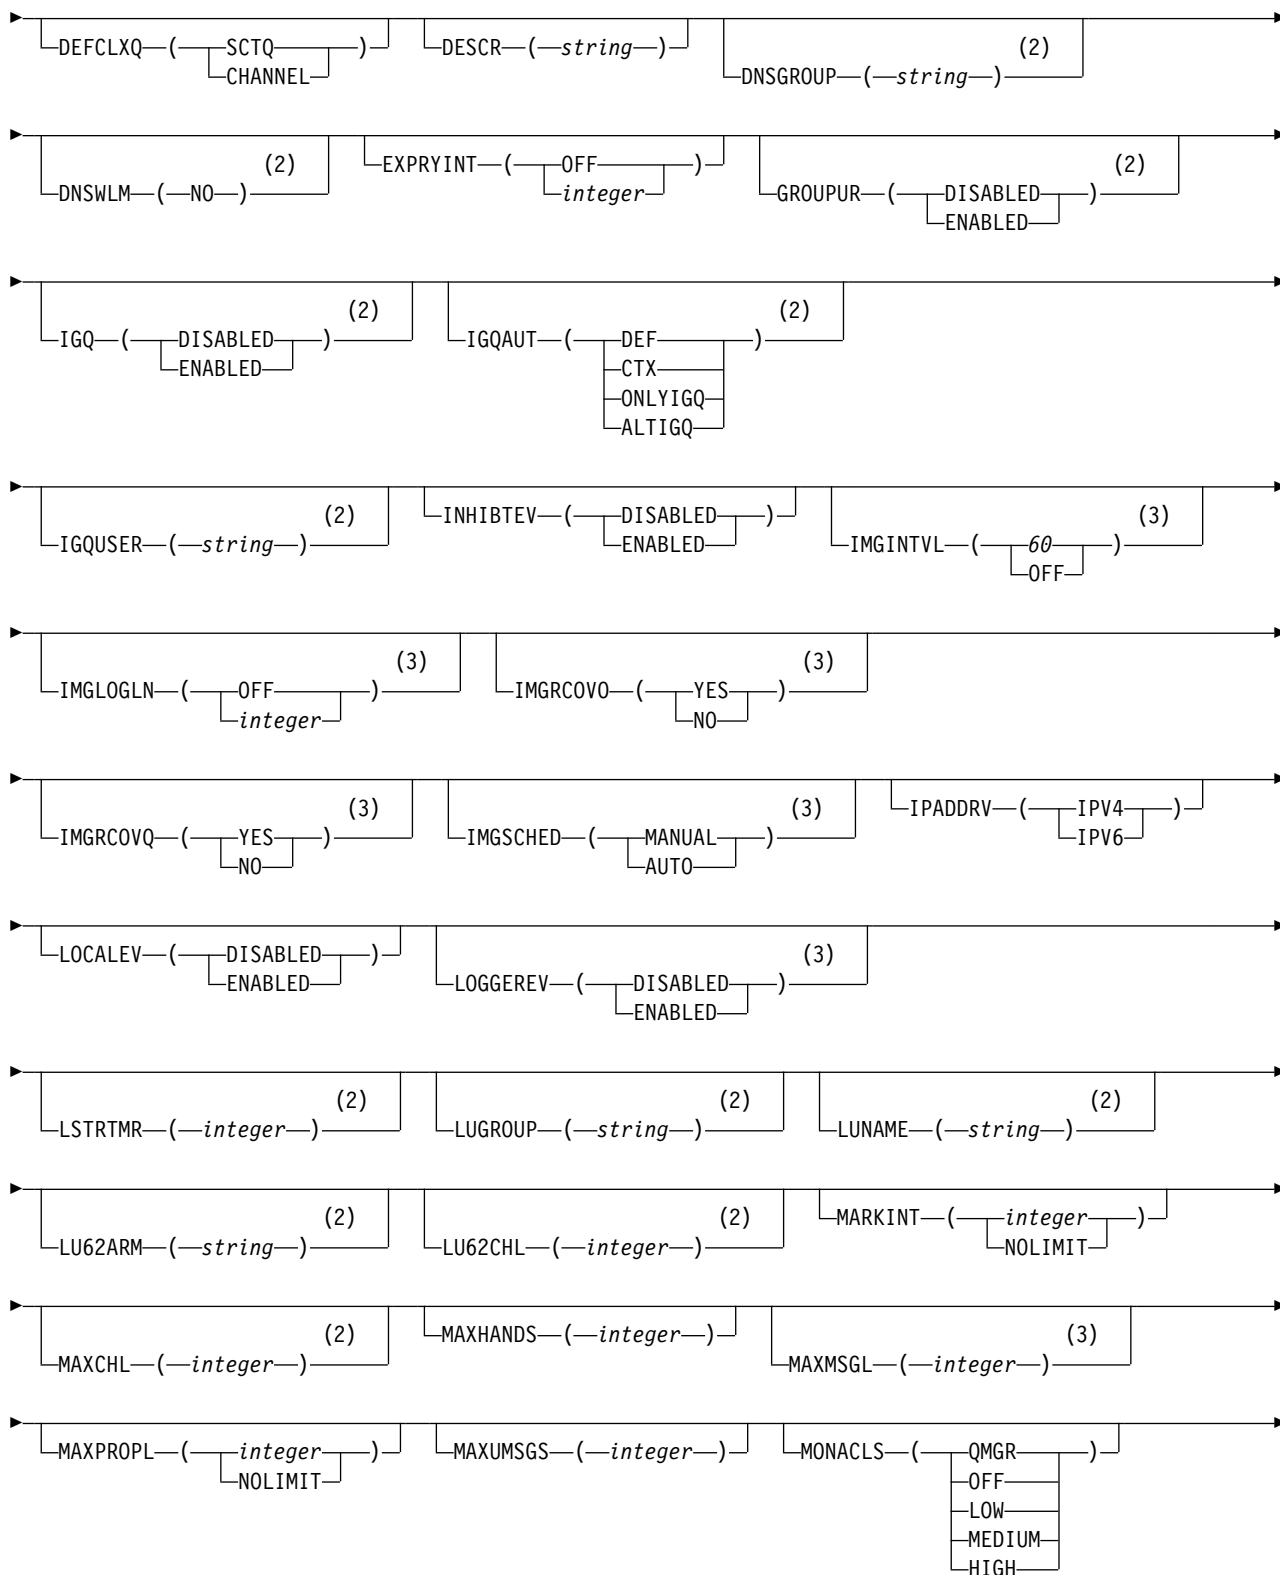 DEFCLXQ ( SCTQ ) DESCR ( string ) (2)
CHANNEL DNSGROUP ( string )
(2) EXPRYINT ( OFF ) (2)
DNSWLM ( NO ) integer GROUPUR ( DISABLED )
ENABLED
(2) (2)
IGQ ( DISABLED ) IGQAUT ( DEF )
ENABLED CTX
ONLYIGQ
ALTIGQ
(2) INHIBTEV ( DISABLED ) (3)
IGQUSER ( string ) ENABLED IMGINTVL ( 60 )
OFF
(3) (3)
IMGLOGLN ( OFF ) IMGRCOVO ( YES )
integer NO
(3) (3) IPADDRV ( IPV4 )
IMGRCOVQ ( YES ) IMGSCHED ( MANUAL ) IPV6
NO AUTO
LOCALEV ( DISABLED ) (3)
ENABLED LOGGEREV ( DISABLED )
ENABLED
(2) (2) (2)
LSTRTMR ( integer ) LUGROUP ( string ) LUNAME ( string )
(2) (2) MARKINT ( integer )
LU62ARM ( string ) LU62CHL ( integer ) NOLIMIT
(2) MAXHANDS ( integer ) (3)
MAXCHL ( integer ) MAXMSGL ( integer )
MAXPROPL ( integer ) MAXUMSGS ( integer ) MONACLS ( QMGR )
NOLIMIT OFF
LOW
MEDIUM
HIGH